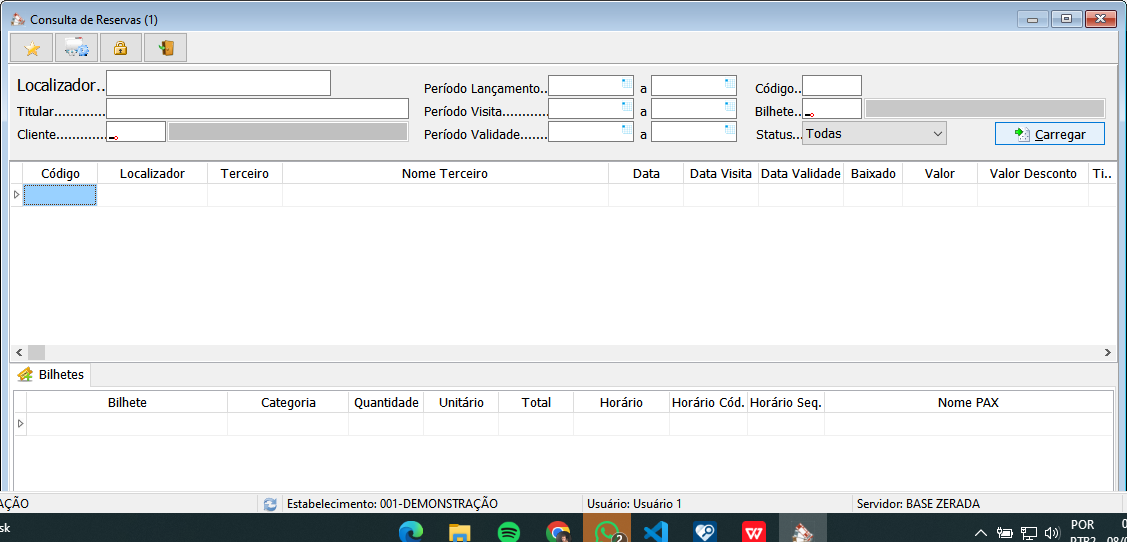 Consulta de Reservas (1)
Localizador.. Período Lançamento.. a Código..
Titular............. Período Visita............ a Bilhete..
Cliente............. Período Validade....... a Status... Todas Carregar
Código Localizador Terceiro Nome Terceiro Data Data Visita Data Validade Baixado Valor Valor Desconto Ti..
Bilhetes
Bilhete Categoria Quantidade Unitário Total Horário Horário Cód. Horário Seq. Nome PAX
AÇÃO Estabelecimento: 001-DEMONSTRAÇÃO Usuário: Usuário 1 Servidor: BASE ZERADA
sk 2 W POR 0
PTB2 08/0